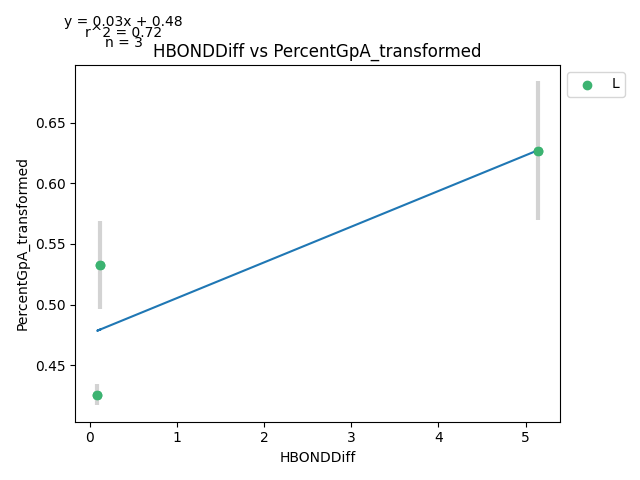 y = 0.03x + 0.48
r^2 = 0.72
n = 3
HBONDDiff vs PercentGpA_transformed
L
PercentGpA_transformed
0.65
0.60
0.55
0.50
0.45
0 1 2 3 4 5
HBONDDiff